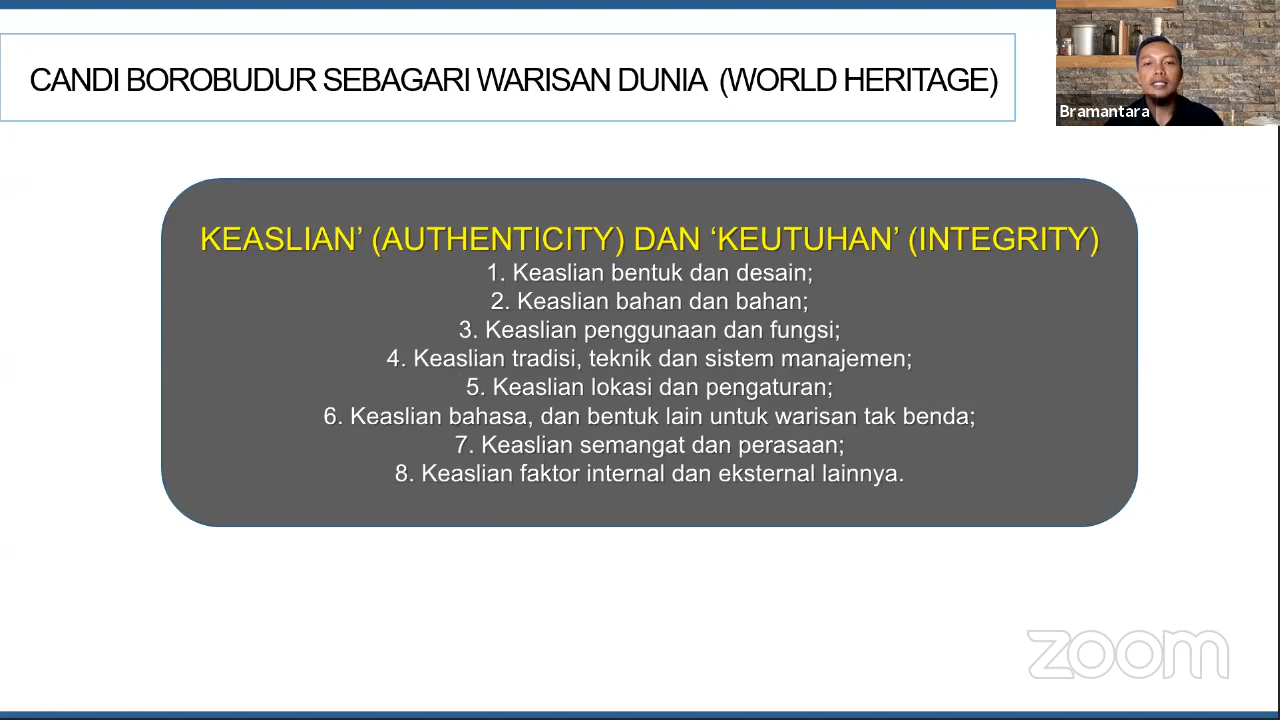 CANDI BOROBUDUR SEBAGARI WARISAN DUNIA (WORLD HERITAGE)
Bramantara
KEASLIAN’ (AUTHENTICITY) DAN ‘KEUTUHAN’ (INTEGRITY)
1. Keaslian bentuk dan desain;
2. Keaslian bahan dan bahan;
3. Keaslian penggunaan dan fungsi;
4. Keaslian tradisi, teknik dan sistem manajemen;
5. Keaslian lokasi dan pengaturan;
6. Keaslian bahasa, dan bentuk lain untuk warisan tak benda;
7. Keaslian semangat dan perasaan;
8. Keaslian faktor internal dan eksternal lainnya.
zoom